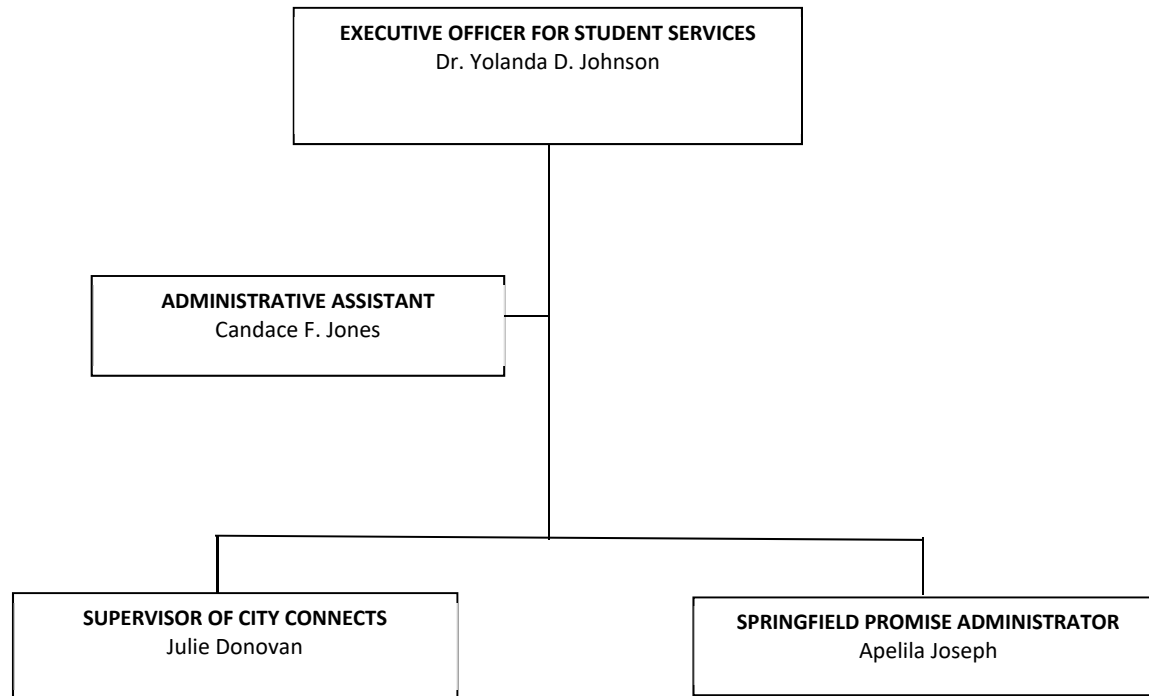 EXECUTIVE OFFICER FOR STUDENT SERVICES
Dr. Yolanda D. Johnson
ADMINISTRATIVE ASSISTANT
Candace F. Jones
SUPERVISOR OF CITY CONNECTS
Julie Donovan
SPRINGFIELD PROMISE ADMINISTRATOR
Apelila Joseph